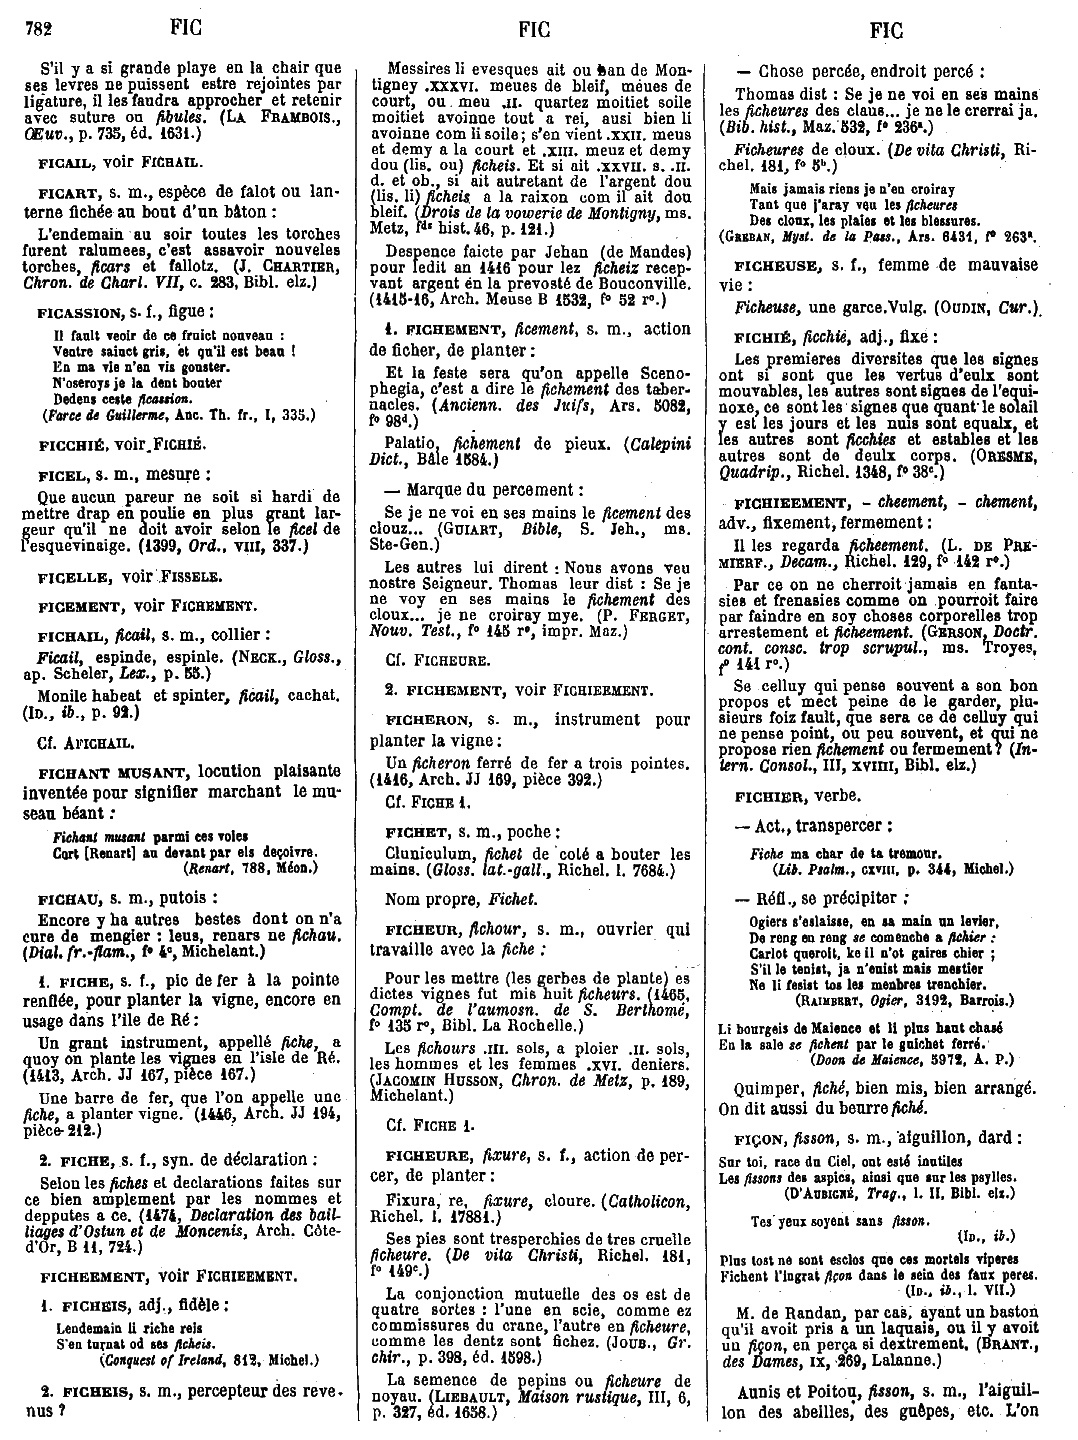 782 FIC FIC FIC
S'il y a si grande playe en la chair que
ses levres ne puissent estre rejointes par
ligature, il les faudra approcher et retenir
avec suture ou fibules. (LA FRAMBOIS.,
Œuv., p. 735, éd. 1631.)
FICAIL, voir FICHAIL.
FICART, s. m., espèce de falot ou lan-
terne fichée au bout d'un bâton :
L'endemain au soir toutes les torches
furent ralumees, c'est assavoir nouveles
torches, ficars et fallotz. (J. CHARTIER,
Chron. de Charl. VII, c. 283, Bibl. elz.)
FICASSION, s. f., figue :
Il fault veoir de ce fruict nouveau :
Ventre sainct gris, et qu'il est beau !
En ma vie n'en vis gouster.
N'oseroys je la dent bouter
Dedens ceste ficassion.
(Farce de Guillerme, Anc. Th. fr., I, 335.)
FICCHIÉ, voir FICHIÉ.
FICEL, s. m., mesure :
Que aucun pareur ne soit si hardi de
mettre drap en poulie en plus grant lar-
geur qu'il ne doit avoir selon le ficel de
l'esquevinaige. (1399, Ord., VIII, 337.)
FICELLE, voir FISSELE.
FICEMENT, voir FICHEMENT.
FICHAIL, ficail, s. m., collier :
Ficail, espinde, espinle. (NECK., Gloss.,
ap. Scheler, Lex., p. 55.)
Monile habeat et spinter, ficail, cachat.
(ID., ib., p. 92.)
Cf. AFICHAIL.
FICHANT MUSANT, locution plaisante
inventée pour signifier marchant le mu-
seau béant :
Fichant musant parmi ces voies
Cort [Renart] au devant par els deçoivre.
(Renart, 788, Méon.)
FICHAU, s. m., putois :
Encore y ha autres bestes dont on n'a
cure de mengier : leus, renars ne fichau.
(Dial. fr.-flam., f° 4c, Michelant.)
1. FICHE, s. f., pic de fer à la pointe
renflée, pour planter la vigne, encore en
usage dans l'île de Ré :
Un grant instrument, appellé fiche, a
quoy on plante les vignes en l'isle de Ré.
(1413, Arch. JJ 167, pièce 167.)
Une barre de fer, que l'on appelle une
fiche, a planter vigne. (1446, Arch. JJ 194,
pièce 212.)
2. FICHE, s. f., syn. de déclaration :
Selon les fiches et declarations faites sur
ce bien amplement par les nommes et
depputes a ce. (1474, Declaration des bail-
liages d'Ostun et de Moncenis, Arch. Côte-
d'Or, B 11, 724.)
FICHEEMENT, voir FICHIEEMENT.
1. FICHEIS, adj., fidèle :
Lendemain li riche reis
S'en turnat od ses ficheis.
(Conquest of Ireland, 812, Michel.)
2. FICHEIS, s. m., percepteur des reve-
nus ?
Messires li evesques ait ou ban de Mon-
tigney .XXXVI. meues de bleif, meues de
court, ou meu .II. quartez moitiet soile
moitiet avoinne tout a rei, ausi bien li
avoinne com li soile; s'en vient .XXII. meus
et demy a la court et .XIII. meuz et demy
dou (lis. ou) ficheis. Et si ait .XXVII. s. .II.
d. et ob., si ait autretant de l'argent dou
(lis. li) ficheis a la raixon com il ait dou
bleif. (Drois de la vowerie de Montigny, ms.
Metz, fds hist. 46, p. 121.)
Despence faicte par Jehan (de Mandes)
pour ledit an 1416 pour lez ficheiz recep-
vant argent en la prevosté de Bouconville.
(1415-16, Arch. Meuse B 1532, f° 52 r°.)
1. FICHEMENT, ficement, s. m., action
de ficher, de planter :
Et la feste sera qu'on appelle Sceno-
phegia, c'est a dire le fichement des taber-
nacles. (Ancienn. des Juifs, Ars. 5082,
f° 98d.)
Palatio, fichement de pieux. (Calepini
Dict., Bâle 1584.)
— Marque du percement :
Se je ne voi en ses mains le ficement des
clouz... (GUIART, Bible, S. Jeh., ms.
Ste-Gen.)
Les autres lui dirent : Nous avons veu
nostre Seigneur. Thomas leur dist : Se je
ne voy en ses mains le fichement des
cloux... je ne croiray mye. (P. FERGET,
Nouv. Test., f° 145 r°, impr. Maz.)
Cf. FICHEURE.
2. FICHEMENT, voir FICHIEEMENT.
FICHERON, s. m., instrument pour
planter la vigne :
Un ficheron ferré de fer a trois pointes.
(1416, Arch. JJ 169, pièce 392.)
Cf. FICHE 1.
FICHET, s. m., poche :
Cluniculum, fichet de coté a bouter les
mains. (Gloss. lat.-gall., Richel. l. 7684.)
Nom propre, Fichet.
FICHEUR, fichour, s. m., ouvrier qui
travaille avec la fiche :
Pour les mettre (les gerbes de plante) es
dictes vignes fut mis huit ficheurs. (1465,
Compt. de l'aumosn. de S. Berthomé,
f° 135 r°, Bibl. La Rochelle.)
Les fichours .III. sols, a ploier .II. sols,
les hommes et les femmes .XVI. deniers.
(JACOMIN HUSSON, Chron. de Metz, p. 189,
Michelant.)
Cf. FICHE 1.
FICHEURE, fixure, s. f., action de per-
cer, de planter :
Fixura, re, fixure, cloure. (Catholicon,
Richel. l. 17881.)
Ses pies sont tresperchies de tres cruelle
ficheure. (De vita Christi, Richel. 181,
f° 149c.)
La conjonction mutuelle des os est de
quatre sortes : l'une en scie, comme ez
commissures du crane, l'autre en ficheure,
comme les dentz sont fichez. (JOUB., Gr.
chir., p. 398, éd. 1598.)
La semence de pepins ou ficheure de
noyau. (LIEBAULT, Maison rustique, III, 6,
p. 327, éd. 1658.)
— Chose percée, endroit percé :
Thomas dist : Se je ne voi en ses mains
les ficheures des claus... je ne le crerrai ja.
(Bib. hist., Maz. 532, f° 236a.)
Ficheures de cloux. (De vita Christi, Ri-
chel. 181, f° 5b.)
Mais jamais riens je n'en croiray
Tant que j'aray veu les ficheures
Des cloux, les plaies et les blessures.
(GREBAN, Myst. de la Pass., Ars. 6431, f° 263a.
FICHEUSE, s. f., femme de mauvaise
vie :
Ficheuse, une garce. Vulg. (OUDIN, Cur.)
FICHIÉ, ficchie, adj., fixe :
Les premieres diversites que les signes
ont si sont que les vertus d'eulx sont
mouvables, les autres sont signes de l'equi-
noxe, ce sont les signes que quant le solail
y est les jours et les nuis sont equalx, et
les autres sont ficchies et estables et les
autres sont de deulx corps. (ORESME,
Quadrip., Richel. 1348, f° 38c.)
FICHIEEMENT, - cheement, - chement,
adv., fixement, fermement :
Il les regarda ficheement. (L. DE PRE-
MIERF., Decam., Richel. 129, f° 142 r°.)
Par ce on ne cherroit jamais en fanta-
sies et frenasies comme on pourroit faire
par faindre en soy choses corporelles trop
arrestement et ficheement. (GERSON, Doctr.
cont. consc. trop scrupul., ms. Troyes,
f° 141 r°.)
Se celluy qui pense souvent a son bon
propos et mect peine de le garder, plu-
sieurs foiz fault, que sera ce de celluy qui
ne pense point, ou peu souvent, et qui ne
propose rien fichement ou fermement? (In-
tern. Consol., III, XVIIII, Bibl. elz.)
FICHIER, verbe.
— Act., transpercer :
Fiche ma char de ta tremour.
(Lib. Psalm., CXVIII, p. 344, Michel.)
— Réfl., se précipiter :
Ogiers s'eslaisse, en sa main un levier,
De reng en reng se comenche a fichier :
Carlot queroit, ke il n'ot gaires chier ;
S'il le tenist, ja n'euist mais mestier
Ne li fesist tos les menbres trenchier.
(RAIMBERT, Ogier, 3192, Barrois.)
Li bourgeis de Maience et li plus haut chasé
En la sale se fichent par le guichet ferré.
(Doon de Maience, 5972, A. P.)
Quimper, fiché, bien mis, bien arrangé.
On dit aussi du beurre fiché.
FIÇON, fisson, s. m., aiguillon, dard :
Sur toi, race du Ciel, ont esté inutiles
Les fissons des aspics, ainsi que sur les psylles.
(D'AUBIGNÉ, Trag., l. II, Bibl. elz.)
Tes yeux soyent sans fisson.
(ID., ib.)
Plus tost ne sont esclos que ces mortels viperes
Fichent l'ingrat fiçon dans le sein des faux peres.
(ID., ib., l. VII.)
M. de Randan, par cas, ayant un baston
qu'il avoit pris a un laquais, ou il y avoit
un fiçon, en perça si dextrement. (BRANT.,
des Dames, IX, 269, Lalanne.)
Aunis et Poitou, fisson, s. m., l'aiguil-
lon des abeilles, des guêpes, etc. L'on